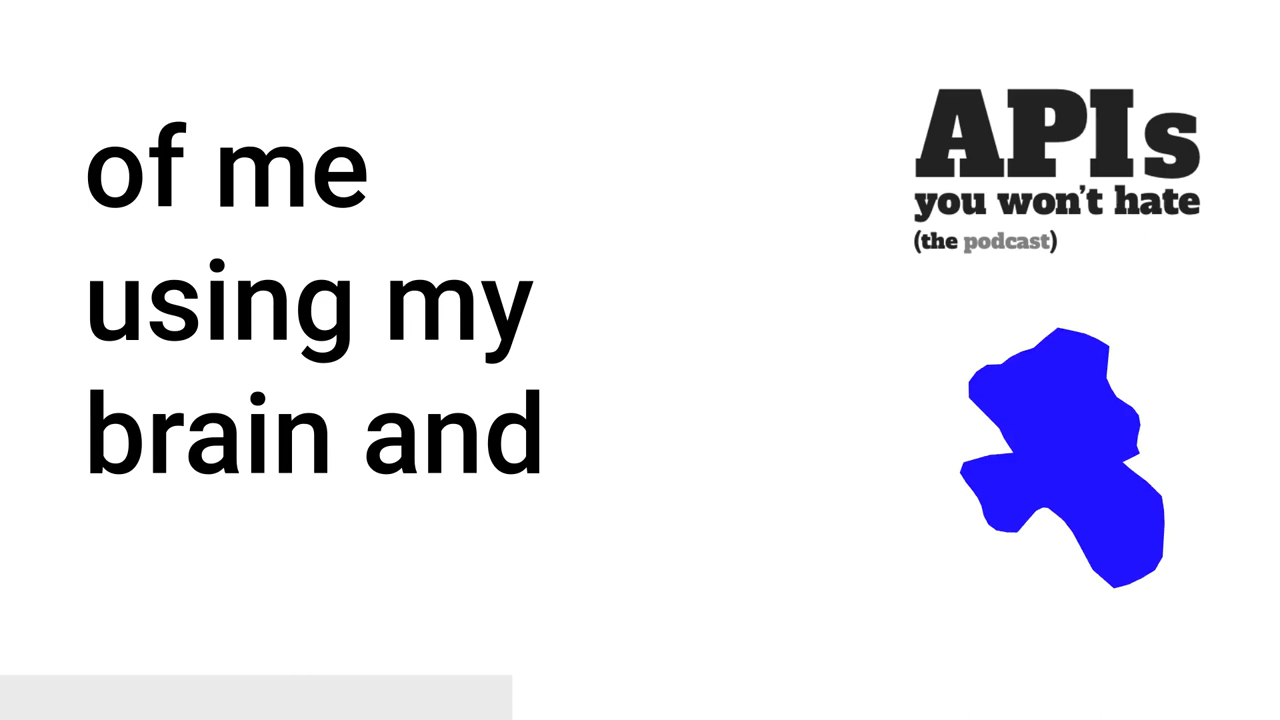 of me
using my
brain and
APIs
you won't hate
(the podcast)